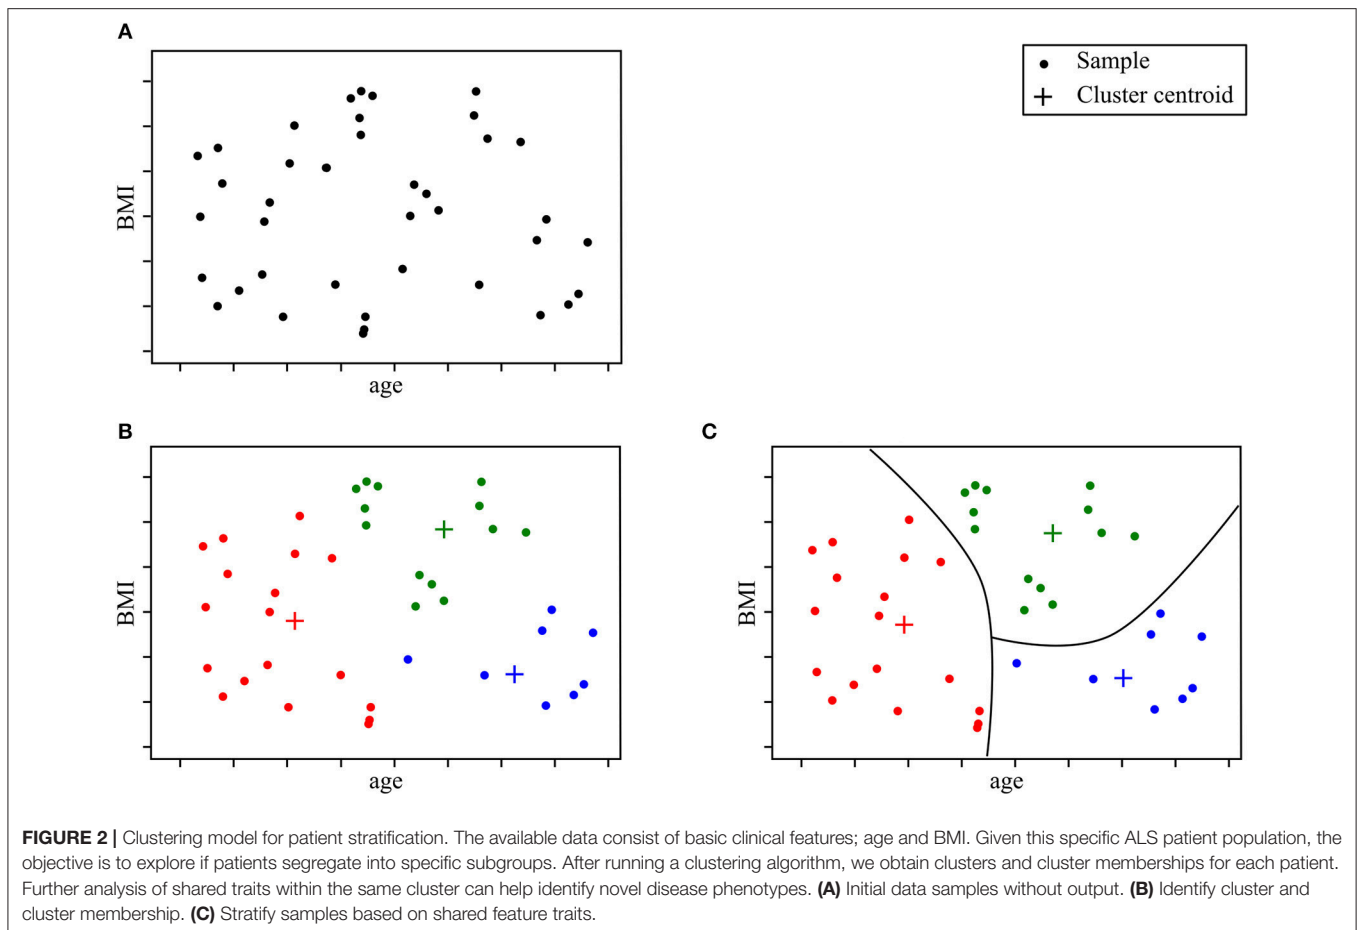 A
Sample
Cluster centroid
BMI
age
B
C
BMI
BMI
age
age
FIGURE 2 | Clustering model for patient stratification. The available data consist of basic clinical features; age and BMI. Given this specific ALS patient population, the
objective is to explore if patients segregate into specific subgroups. After running a clustering algorithm, we obtain clusters and cluster memberships for each patient.
Further analysis of shared traits within the same cluster can help identify novel disease phenotypes. (A) Initial data samples without output. (B) Identify cluster and
cluster membership. (C) Stratify samples based on shared feature traits.